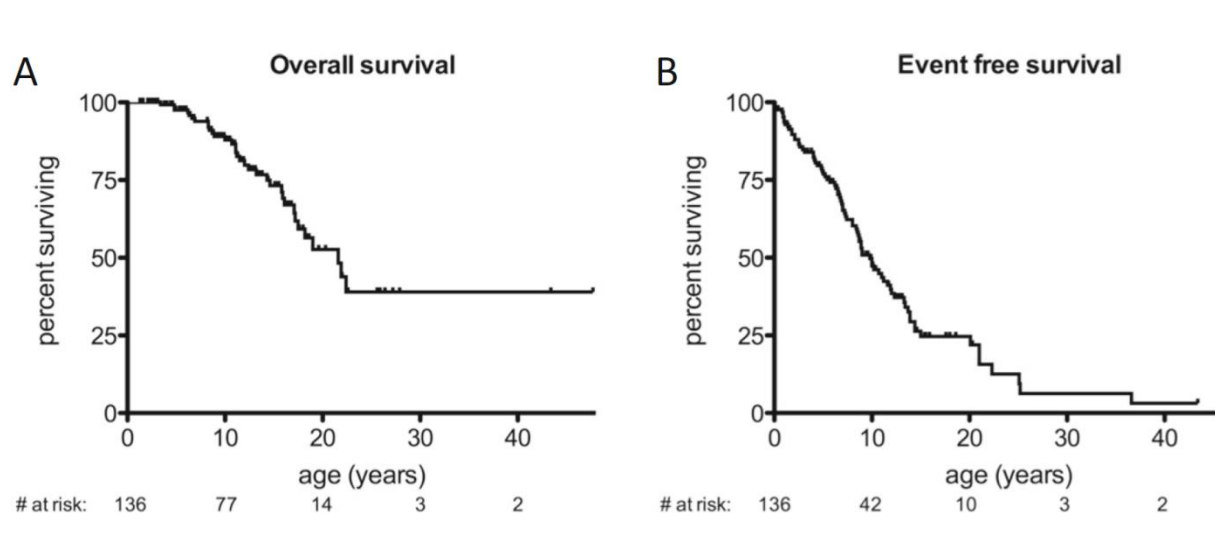 A
Overall survival
percent surviving
100
75
50
25
0
0 10 20 30 40
age (years)
# at risk: 136 77 14 3 2
B
Event free survival
percent surviving
100
75
50
25
0
0 10 20 30 40
age (years)
# at risk: 136 42 10 3 2